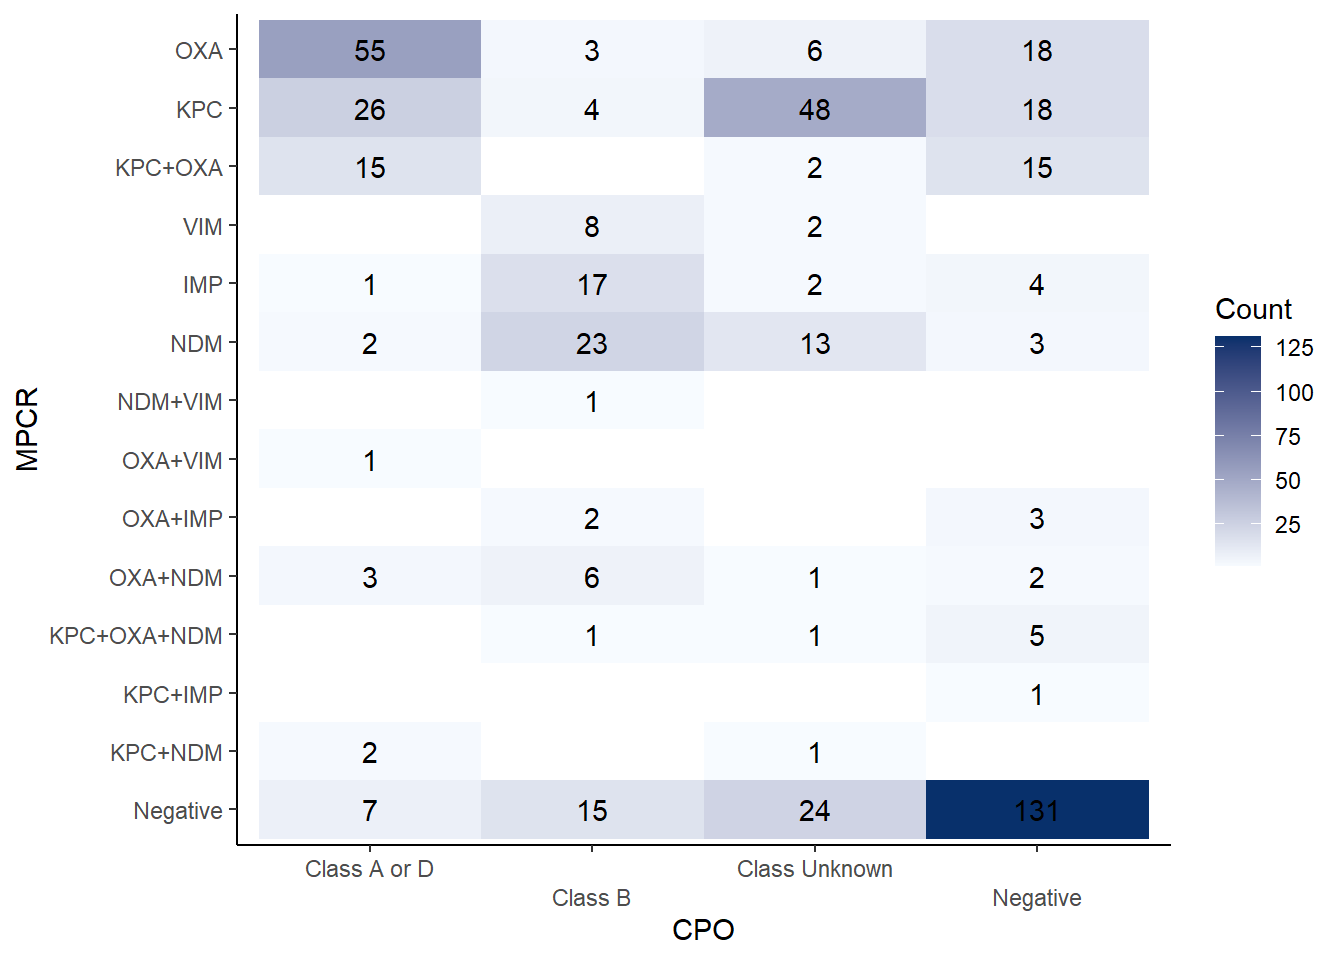 OXA 55 3 6 18
KPC 26 4 48 18
KPC+OXA 15 2 15
VIM 8 2
IMP 1 17 2 4
NDM 2 23 13 3
NDM+VIM 1
OXA+VIM 1
OXA+IMP 2 3
OXA+NDM 3 6 1 2
KPC+OXA+NDM 1 1 5
KPC+IMP 1
KPC+NDM 2 1
Negative 7 15 24 131
Class A or D Class Unknown
Class B Negative
CPO
MPCR
Count
125
100
75
50
25